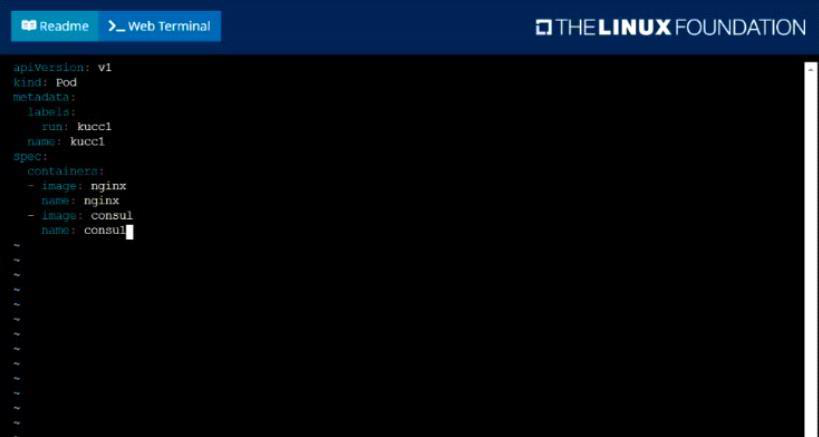 Readme
>_ Web Terminal
THE LINUX FOUNDATION
apiVersion: v1
kind: Pod
metadata:
  labels:
    run: kucc1
  name: kucc1
spec:
  containers:
  - image: nginx
    name: nginx
  - image: consul
    name: consul
~
~
~
~
~
~
~
~
~
~
~
~
~